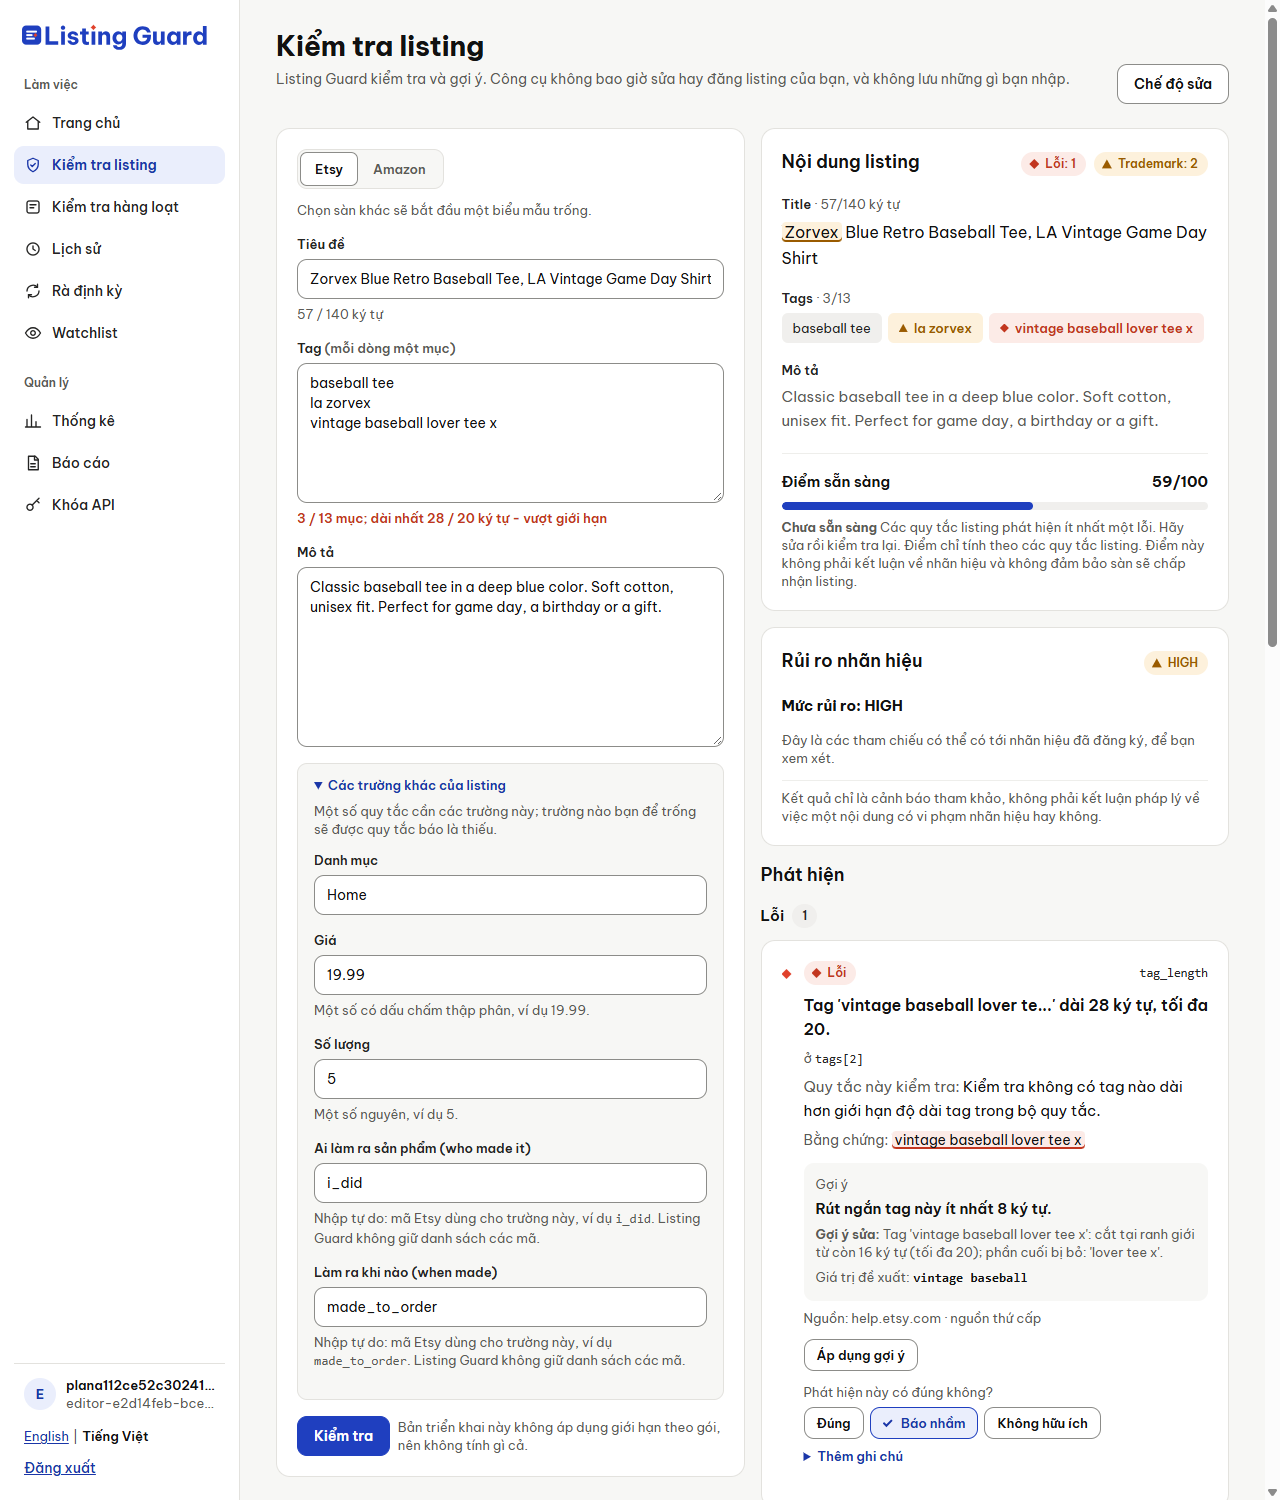 Listing Guard
Làm việc
Trang chủ
Kiểm tra listing
Kiểm tra hàng loạt
Lịch sử
Rà định kỳ
Watchlist
Quản lý
Thống kê
Báo cáo
Khóa API
E
plana112ce52c30241...
editor-e2d14feb-bce...
English | Tiếng Việt
Đăng xuất
Kiểm tra listing
Listing Guard kiểm tra và gợi ý. Công cụ không bao giờ sửa hay đăng listing của bạn, và không lưu những gì bạn nhập.
Chế độ sửa
Etsy Amazon
Chọn sàn khác sẽ bắt đầu một biểu mẫu trống.
Tiêu đề
Zorvex Blue Retro Baseball Tee, LA Vintage Game Day Shirt
57 / 140 ký tự
Tag (mỗi dòng một mục)
baseball tee
la zorvex
vintage baseball lover tee x
3 / 13 mục; dài nhất 28 / 20 ký tự - vượt giới hạn
Mô tả
Classic baseball tee in a deep blue color. Soft cotton,
unisex fit. Perfect for game day, a birthday or a gift.
▼ Các trường khác của listing
Một số quy tắc cần các trường này; trường nào bạn để trống
sẽ được quy tắc báo là thiếu.
Danh mục
Home
Giá
19.99
Một số có dấu chấm thập phân, ví dụ 19.99.
Số lượng
5
Một số nguyên, ví dụ 5.
Ai làm ra sản phẩm (who made it)
i_did
Nhập tự do: mã Etsy dùng cho trường này, ví dụ i_did. Listing
Guard không giữ danh sách các mã.
Làm ra khi nào (when made)
made_to_order
Nhập tự do: mã Etsy dùng cho trường này, ví dụ
made_to_order. Listing Guard không giữ danh sách các mã.
Kiểm tra
Bản triển khai này không áp dụng giới hạn theo gói,
nên không tính gì cả.
Nội dung listing
◆ Lỗi: 1
▲ Trademark: 2
Title · 57/140 ký tự
Zorvex Blue Retro Baseball Tee, LA Vintage Game Day
Shirt
Tags · 3/13
baseball tee ▲ la zorvex ◆ vintage baseball lover tee x
Mô tả
Classic baseball tee in a deep blue color. Soft cotton,
unisex fit. Perfect for game day, a birthday or a gift.
Điểm sẵn sàng 59/100
Chưa sẵn sàng Các quy tắc listing phát hiện ít nhất một lỗi. Hãy
sửa rồi kiểm tra lại. Điểm chỉ tính theo các quy tắc listing. Điểm này
không phải kết luận về nhãn hiệu và không đảm bảo sàn sẽ chấp
nhận listing.
Rủi ro nhãn hiệu
▲ HIGH
Mức rủi ro: HIGH
Đây là các tham chiếu có thể có tới nhãn hiệu đã đăng ký, để bạn
xem xét.
Kết quả chỉ là cảnh báo tham khảo, không phải kết luận pháp lý về
việc một nội dung có vi phạm nhãn hiệu hay không.
Phát hiện
Lỗi 1
◆ ◆ Lỗi tag_length
Tag 'vintage baseball lover te...' dài 28 ký tự, tối đa
20.
ở tags[2]
Quy tắc này kiểm tra: Kiểm tra không có tag nào dài
hơn giới hạn độ dài tag trong bộ quy tắc.
Bằng chứng: vintage baseball lover tee x
Gợi ý
Rút ngắn tag này ít nhất 8 ký tự.
Gợi ý sửa: Tag 'vintage baseball lover tee x': cắt tại ranh giới
từ còn 16 ký tự (tối đa 20); phần cuối bị bỏ: 'lover tee x'.
Giá trị đề xuất: vintage baseball
Nguồn: help.etsy.com · nguồn thứ cấp
Áp dụng gợi ý
Phát hiện này có đúng không?
Đúng ✓ Báo nhầm Không hữu ích
▶ Thêm ghi chú